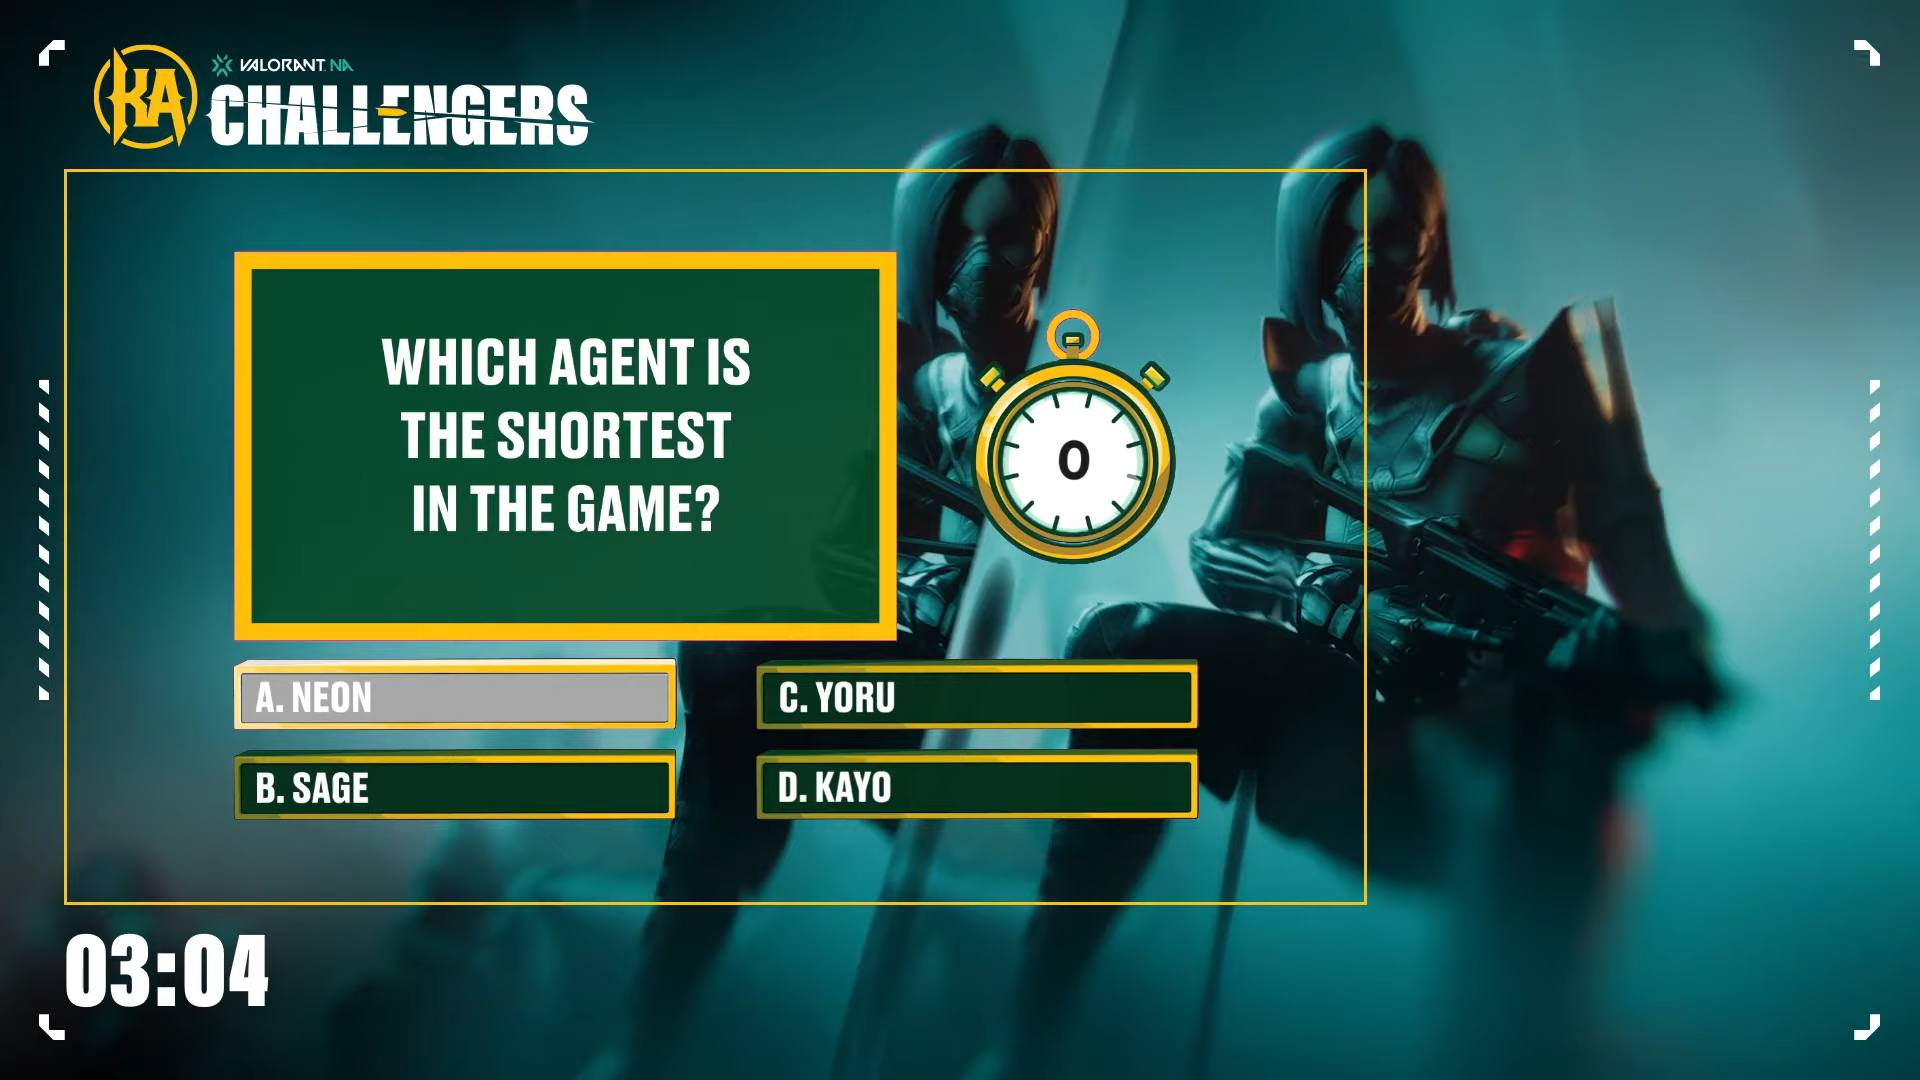 KA
VALORANT NA
CHALLENGERS
WHICH AGENT IS
THE SHORTEST
IN THE GAME?
0
A. NEON
C. YORU
B. SAGE
D. KAYO
03:04